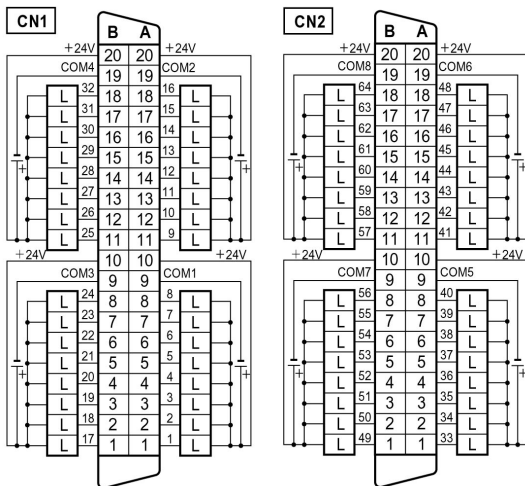 CN1
B A
+24V 20 20 +24V
COM4 19 19 COM2
L 32 18 18 16 L
L 31 17 17 15 L
L 30 16 16 14 L
L 29 15 15 13 L
L 28 14 14 12 L
L 27 13 13 11 L
L 26 12 12 10 L
L 25 11 11 9 L
+ +
+24V 10 10 +24V
COM3 9 9 COM1
L 24 8 8 8 L
L 23 7 7 7 L
L 22 6 6 6 L
L 21 5 5 5 L
L 20 4 4 4 L
L 19 3 3 3 L
L 18 2 2 2 L
L 17 1 1 1 L
+ +
CN2
B A
+24V 20 20 +24V
COM8 19 19 COM6
L 64 18 18 48 L
L 63 17 17 47 L
L 62 16 16 46 L
L 61 15 15 45 L
L 60 14 14 44 L
L 59 13 13 43 L
L 58 12 12 42 L
L 57 11 11 41 L
+ +
+24V 10 10 +24V
COM7 9 9 COM5
L 56 8 8 40 L
L 55 7 7 39 L
L 54 6 6 38 L
L 53 5 5 37 L
L 52 4 4 36 L
L 51 3 3 35 L
L 50 2 2 34 L
L 49 1 1 33 L
+ +